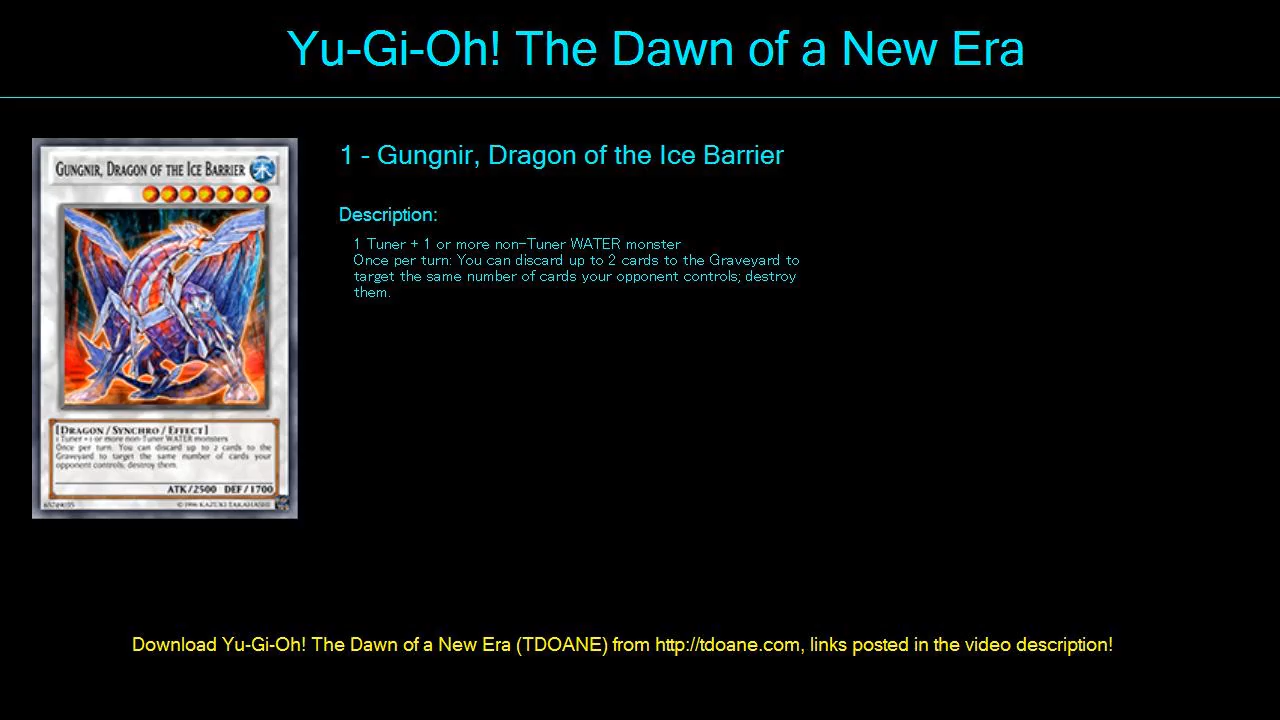 Yu-Gi-Oh! The Dawn of a New Era
GUNGNIR, DRAGON OF THE ICE BARRIER
水
1 - Gungnir, Dragon of the Ice Barrier
Description:
1 Tuner + 1 or more non-Tuner WATER monster
Once per turn: You can discard up to 2 cards to the Graveyard to
target the same number of cards your opponent controls; destroy
them.
[DRAGON / SYNCHRO / EFFECT]
1 Tuner + 1 or more non-Tuner WATER monsters
Once per turn: You can discard up to 2 cards to the
Graveyard to target the same number of cards your
opponent controls; destroy them.
ATK/2500 DEF/1700
©1996 KAZUKI TAKAHASHI
Download Yu-Gi-Oh! The Dawn of a New Era (TDOANE) from http://tdoane.com, links posted in the video description!